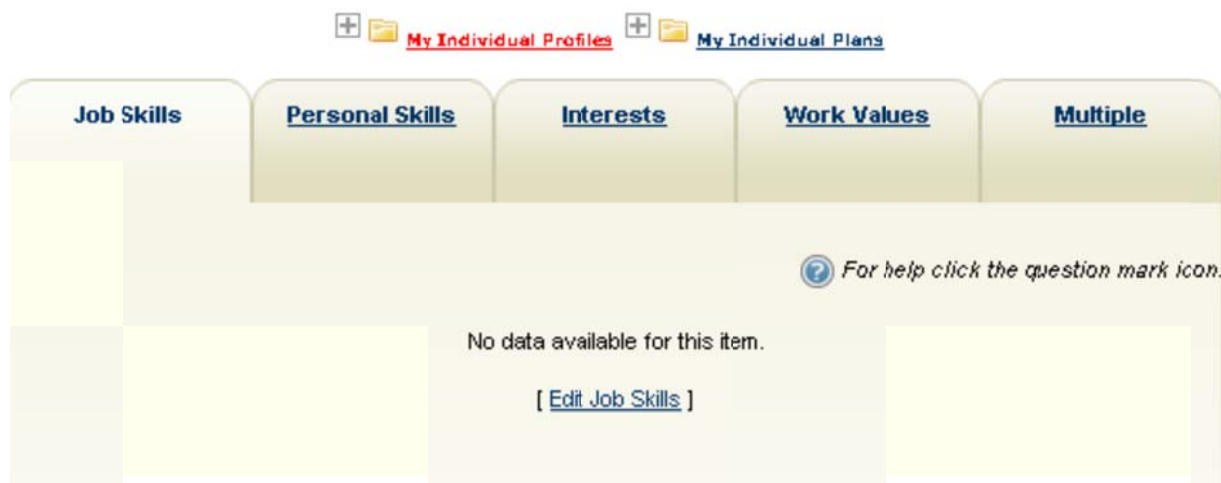 My Individual Profiles My Individual Plans
Job Skills Personal Skills Interests Work Values Multiple
? For help click the question mark icon.
No data available for this item.
[ Edit Job Skills ]